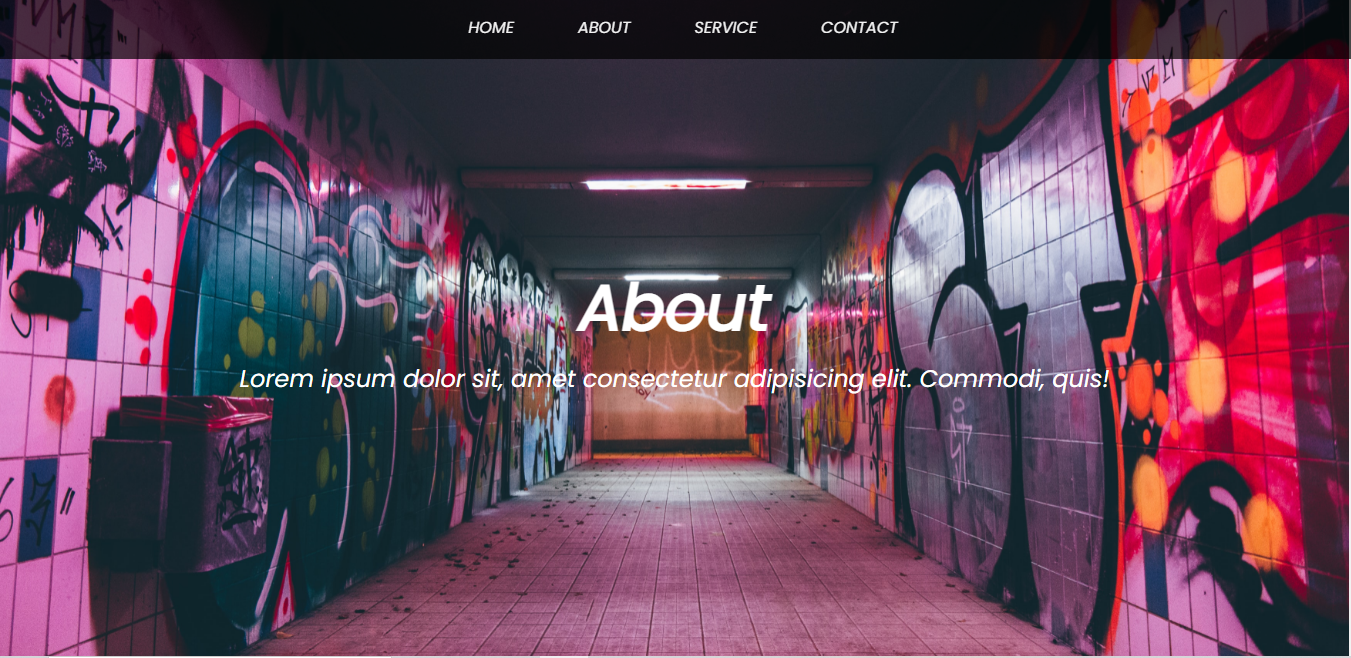 HOME ABOUT SERVICE CONTACT
About
Lorem ipsum dolor sit, amet consectetur adipisicing elit. Commodi, quis!